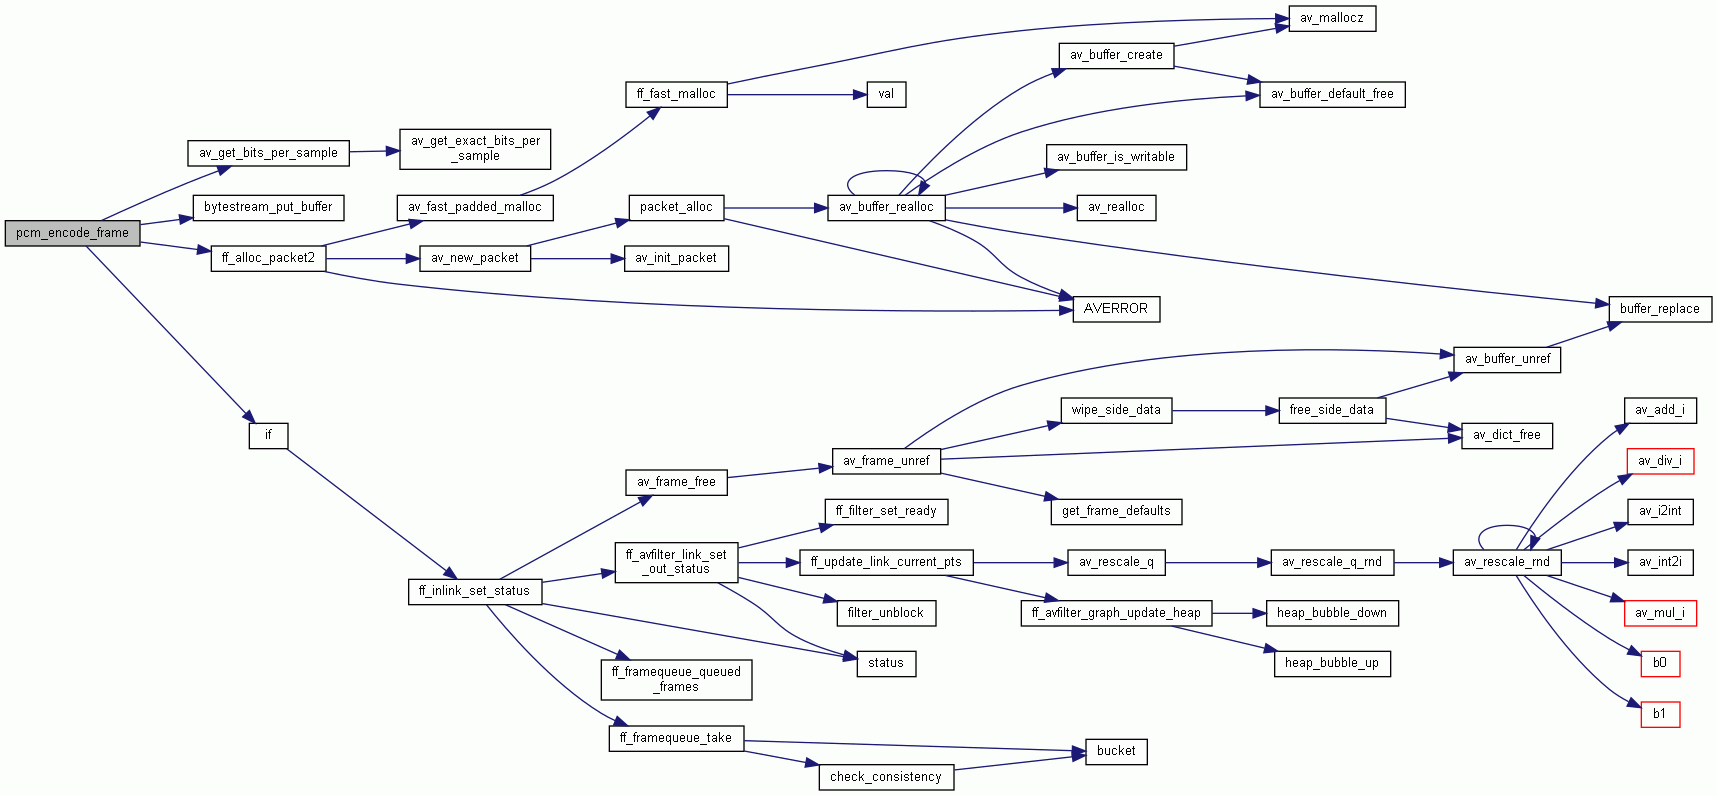 av_mallocz
av_buffer_create
ff_fast_malloc
val
av_buffer_default_free
av_get_exact_bits_per
_sample
av_get_bits_per_sample
av_buffer_is_writable
bytestream_put_buffer
av_fast_padded_malloc
packet_alloc
av_buffer_realloc
av_realloc
pcm_encode_frame
ff_alloc_packet2
av_new_packet
av_init_packet
AVERROR
buffer_replace
av_buffer_unref
wipe_side_data
free_side_data
av_add_i
if
av_dict_free
av_frame_unref
av_div_i
av_frame_free
ff_filter_set_ready
get_frame_defaults
av_i2int
ff_avfilter_link_set
_out_status
ff_update_link_current_pts
av_rescale_q
av_rescale_q_rnd
av_rescale_rnd
av_int2i
ff_inlink_set_status
filter_unblock
ff_avfilter_graph_update_heap
heap_bubble_down
av_mul_i
status
heap_bubble_up
b0
ff_framequeue_queued
_frames
b1
ff_framequeue_take
bucket
check_consistency